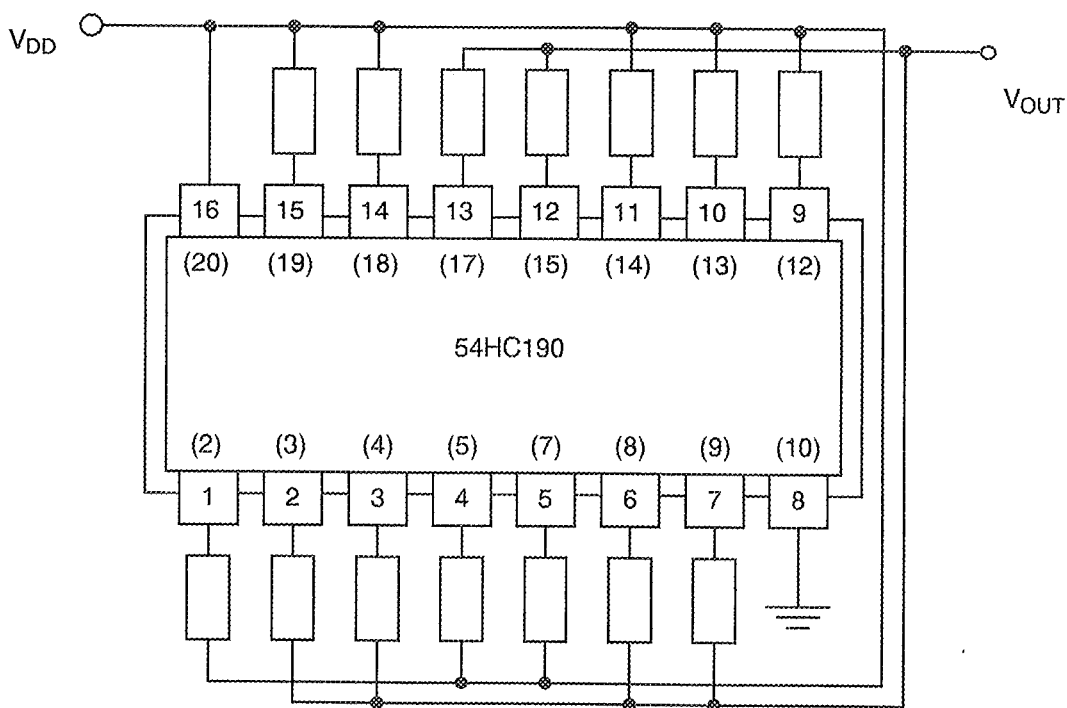 V_DD
V_OUT
16 15 14 13 12 11 10 9
(20) (19) (18) (17) (15) (14) (13) (12)
54HC190
(2) (3) (4) (5) (7) (8) (9) (10)
1 2 3 4 5 6 7 8